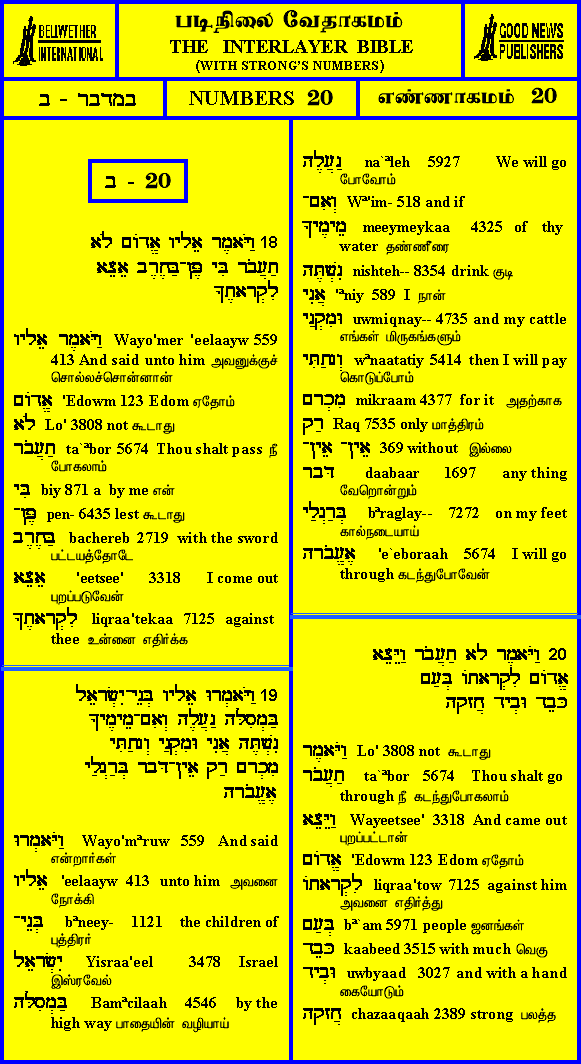 BELLWETHER
INTERNATIONAL
படிநிலை வேதாகமம்
THE INTERLAYER BIBLE
(WITH STRONG'S NUMBERS)
GOOD NEWS
PUBLISHERS
במדבר - ב
NUMBERS 20
எண்ணாகமம் 20
ב - 20
18 וַיֹּאמֶר אֵלָיו אֱדוֹם לֹא
תַעֲבֹר בִּי פֶּן־בַּחֶרֶב אֵצֵא
לִקְרָאתֶךָ
וַיֹּאמֶר אֵלָיו Wayo'mer 'eelaayw 559
413 And said unto him அவனுக்குச்
சொல்லச்சொன்னான்
אֱדוֹם 'Edowm 123 Edom ஏதோம்
לֹא Lo' 3808 not கூடாது
תַעֲבֹר ta`ᵃbor 5674 Thou shalt pass நீ
போகலாம்
בִּי biy 871 a by me என்
פֶּן־ pen- 6435 lest கூடாது
בַּחֶרֶב bachereb 2719 with the sword
பட்டயத்தோடே
אֵצֵא 'eetsee' 3318 I come out
புறப்படுவேன்
לִקְרָאתֶךָ liqraa'tekaa 7125 against
thee உன்னை எதிர்க்க
19 וַיֹּאמְרוּ אֵלָיו בְּנֵי־יִשְׂרָאֵל
בַּמְסִלָּה נַעֲלֶה וְאִם־מֵימֶיךָ
נִשְׁתֶּה אֲנִי וּמִקְנַי וְנָתַתִּי
מִכְרָם רַק אֵין־דָּבָר בְּרַגְלַי
אֶעֱבֹרָה
וַיֹּאמְרוּ Wayo'mᵃruw 559 And said
என்றார்கள்
אֵלָיו 'eelaayw 413 unto him அவனை
நோக்கி
בְּנֵי־ bᵃneey- 1121 the children of
புத்திரர்
יִשְׂרָאֵל Yisraa'eel 3478 Israel
இஸ்ரவேல்
בַּמְסִלָּה Bamᵃcilaah 4546 by the
high way பாதையின் வழியாய்
נַעֲלֶה na`ᵃleh 5927 We will go
போவோம்
וְאִם־ Wᵃ'im- 518 and if
מֵימֶיךָ meeymeykaa 4325 of thy
water தண்ணீரை
נִשְׁתֶּה nishteh-- 8354 drink குடி
אֲנִי 'ᵃniy 589 I நான்
וּמִקְנַי uwmiqnay-- 4735 and my cattle
எங்கள் மிருகங்களும்
וְנָתַתִּי wᵃnaatatiy 5414 then I will pay
கொடுப்போம்
מִכְרָם mikraam 4377 for it அதற்காக
רַק Raq 7535 only மாத்திரம்
אֵין־ אֵין־ 369 without இல்லை
דָּבָר daabaar 1697 any thing
வேறொன்றும்
בְּרַגְלַי bᵃraglay-- 7272 on my feet
கால்நடையாய்
אֶעֱבֹרָה 'e`eboraah 5674 I will go
through கடந்துபோவேன்
20 וַיֹּאמֶר לֹא תַעֲבֹר וַיֵּצֵא
אֱדוֹם לִקְרָאתוֹ בְּעַם
כָּבֵד וּבְיָד חֲזָקָה
וַיֹּאמֶר Lo' 3808 not கூடாது
תַעֲבֹר ta`ᵃbor 5674 Thou shalt go
through நீ கடந்துபோகலாம்
וַיֵּצֵא Wayeetsee' 3318 And came out
புறப்பட்டான்
אֱדוֹם 'Edowm 123 Edom ஏதோம்
לִקְרָאתוֹ liqraa'tow 7125 against him
அவனை எதிர்த்து
בְּעַם bᵃ`am 5971 people ஜனங்கள்
כָּבֵד kaabeed 3515 with much வெகு
וּבְיָד uwbyaad 3027 and with a hand
கையோடும்
חֲזָקָה chazaaqaah 2389 strong பலத்த